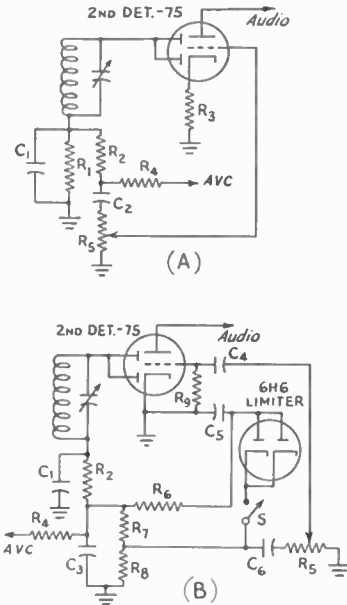 2ND DET.-75
Audio
R3
C1
R1
R2
R4
AVC
C2
R5
(A)
2ND DET.-75
Audio
C4
6H6
LIMITER
R9
C5
C1
R2
R6
S
R4
R7
AVC
C3
R8
C6
R5
(B)